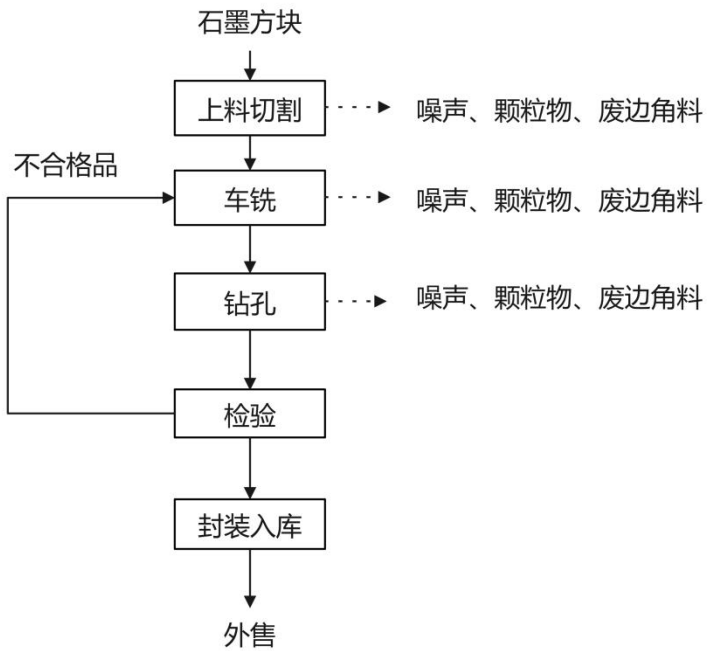 石墨方块
上料切割
噪声、颗粒物、废边角料
不合格品
车铣
噪声、颗粒物、废边角料
钻孔
噪声、颗粒物、废边角料
检验
封装入库
外售